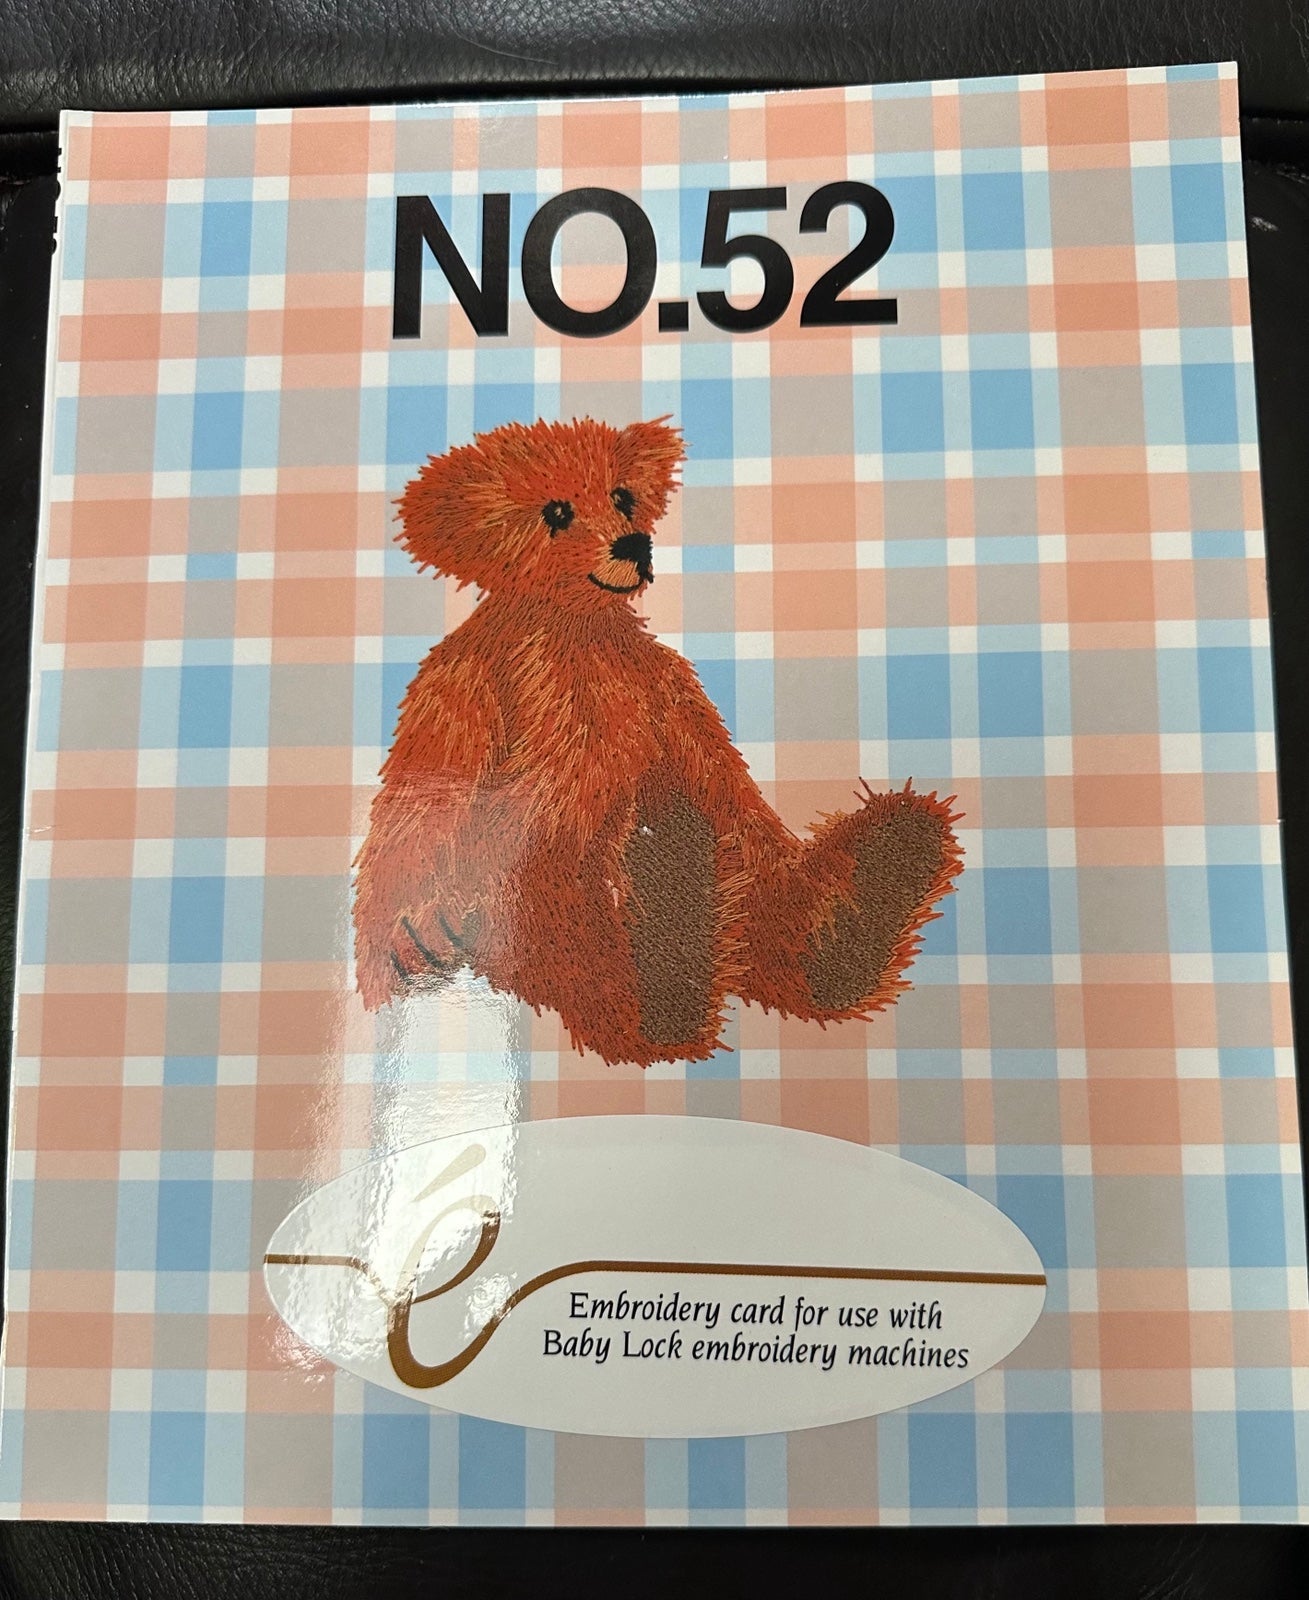 NO.52
Embroidery card for use with
Baby Lock embroidery machines